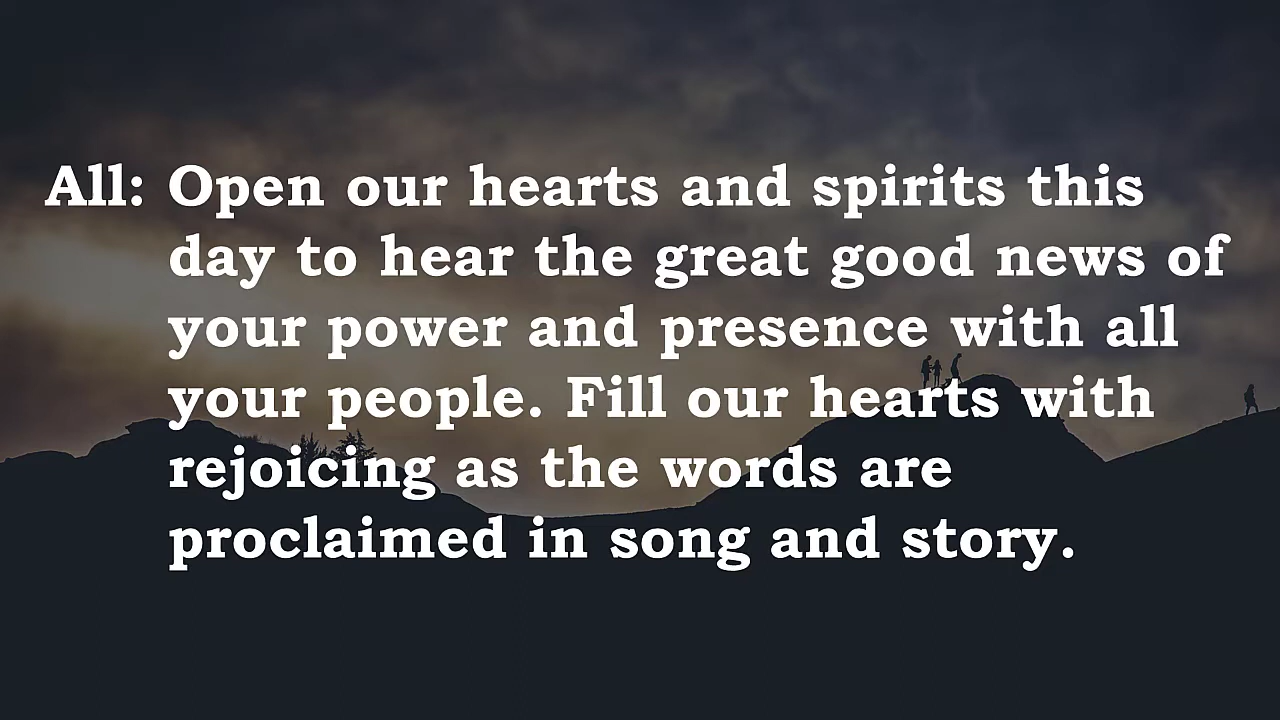 All: Open our hearts and spirits this
day to hear the great good news of
your power and presence with all
your people. Fill our hearts with
rejoicing as the words are
proclaimed in song and story.